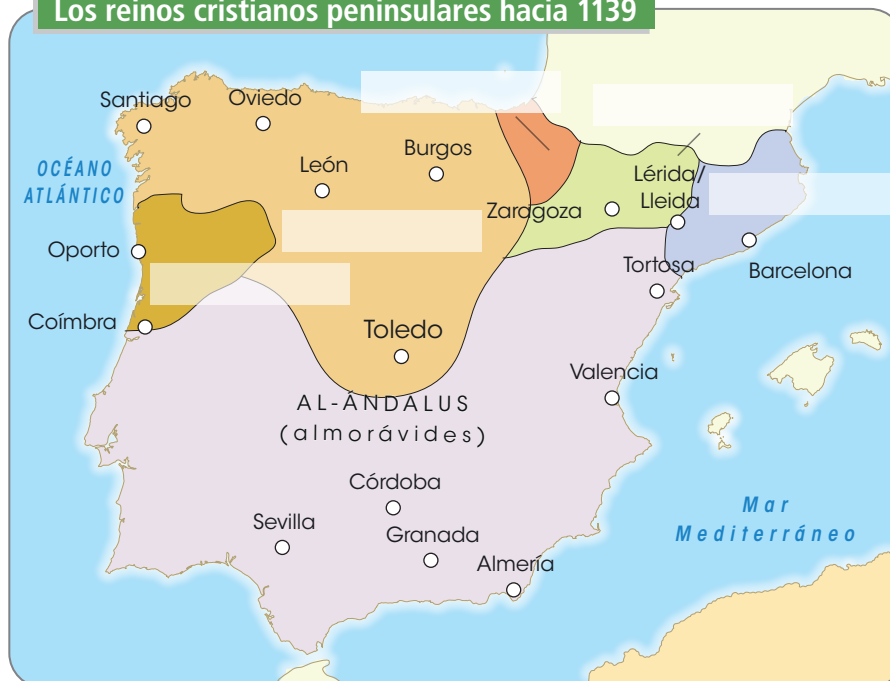 Los reinos cristianos peninsulares hacia 1139
Santiago
Oviedo
León
Burgos
OCÉANO
ATLÁNTICO
Zaragoza
Lérida/
Lleida
Oporto
Tortosa
Barcelona
Coímbra
Toledo
Valencia
AL-ÁNDALUS
(almorávides)
Córdoba
Sevilla
Granada
Almería
Mar
Mediterráneo